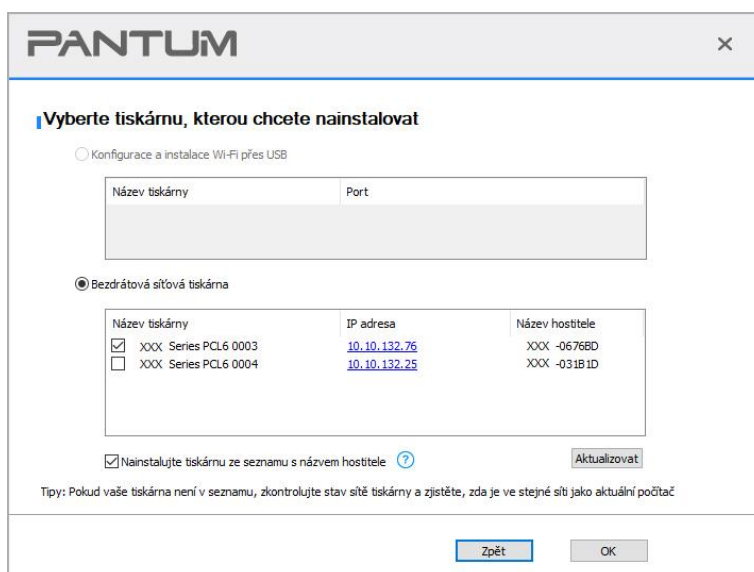 PANTUM
Vyberte tiskárnu, kterou chcete nainstalovat
Konfigurace a instalace Wi-Fi přes USB
Název tiskárny Port
Bezdrátová síťová tiskárna
Název tiskárny IP adresa Název hostitele
XXX Series PCL6 0003 10.10.132.76 XXX -0676BD
XXX Series PCL6 0004 10.10.132.25 XXX -031B1D
Nainstalujte tiskárnu ze seznamu s názvem hostitele ? Aktualizovat
Tipy: Pokud vaše tiskárna není v seznamu, zkontrolujte stav sítě tiskárny a zjistěte, zda je ve stejné síti jako aktuální počítač
Zpět OK